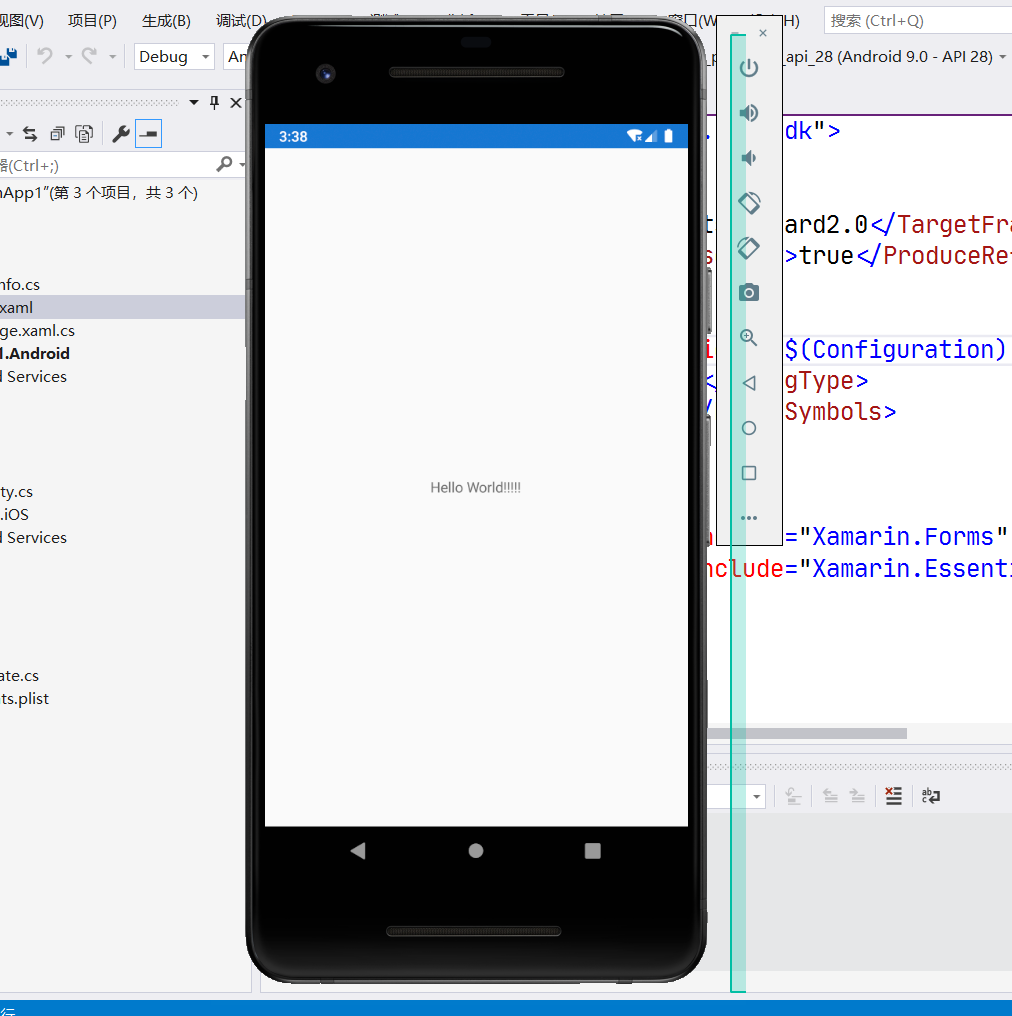 视图(V) 项目(P) 生成(B) 调试(D) 窗口(W H) 搜索 (Ctrl+Q)
Debug An _api_28 (Android 9.0 - API 28)
器(Ctrl+;)
nApp1"(第 3 个项目，共 3 个)
nfo.cs
xaml
ge.xaml.cs
1.Android
d Services
ty.cs
.iOS
d Services
ate.cs
ts.plist
3:38
Hello World!!!!!
dk">
ard2.0</TargetFra
>true</ProduceRef
$(Configuration)
gType>
Symbols>
="Xamarin.Forms"
nclude="Xamarin.Essenti
行